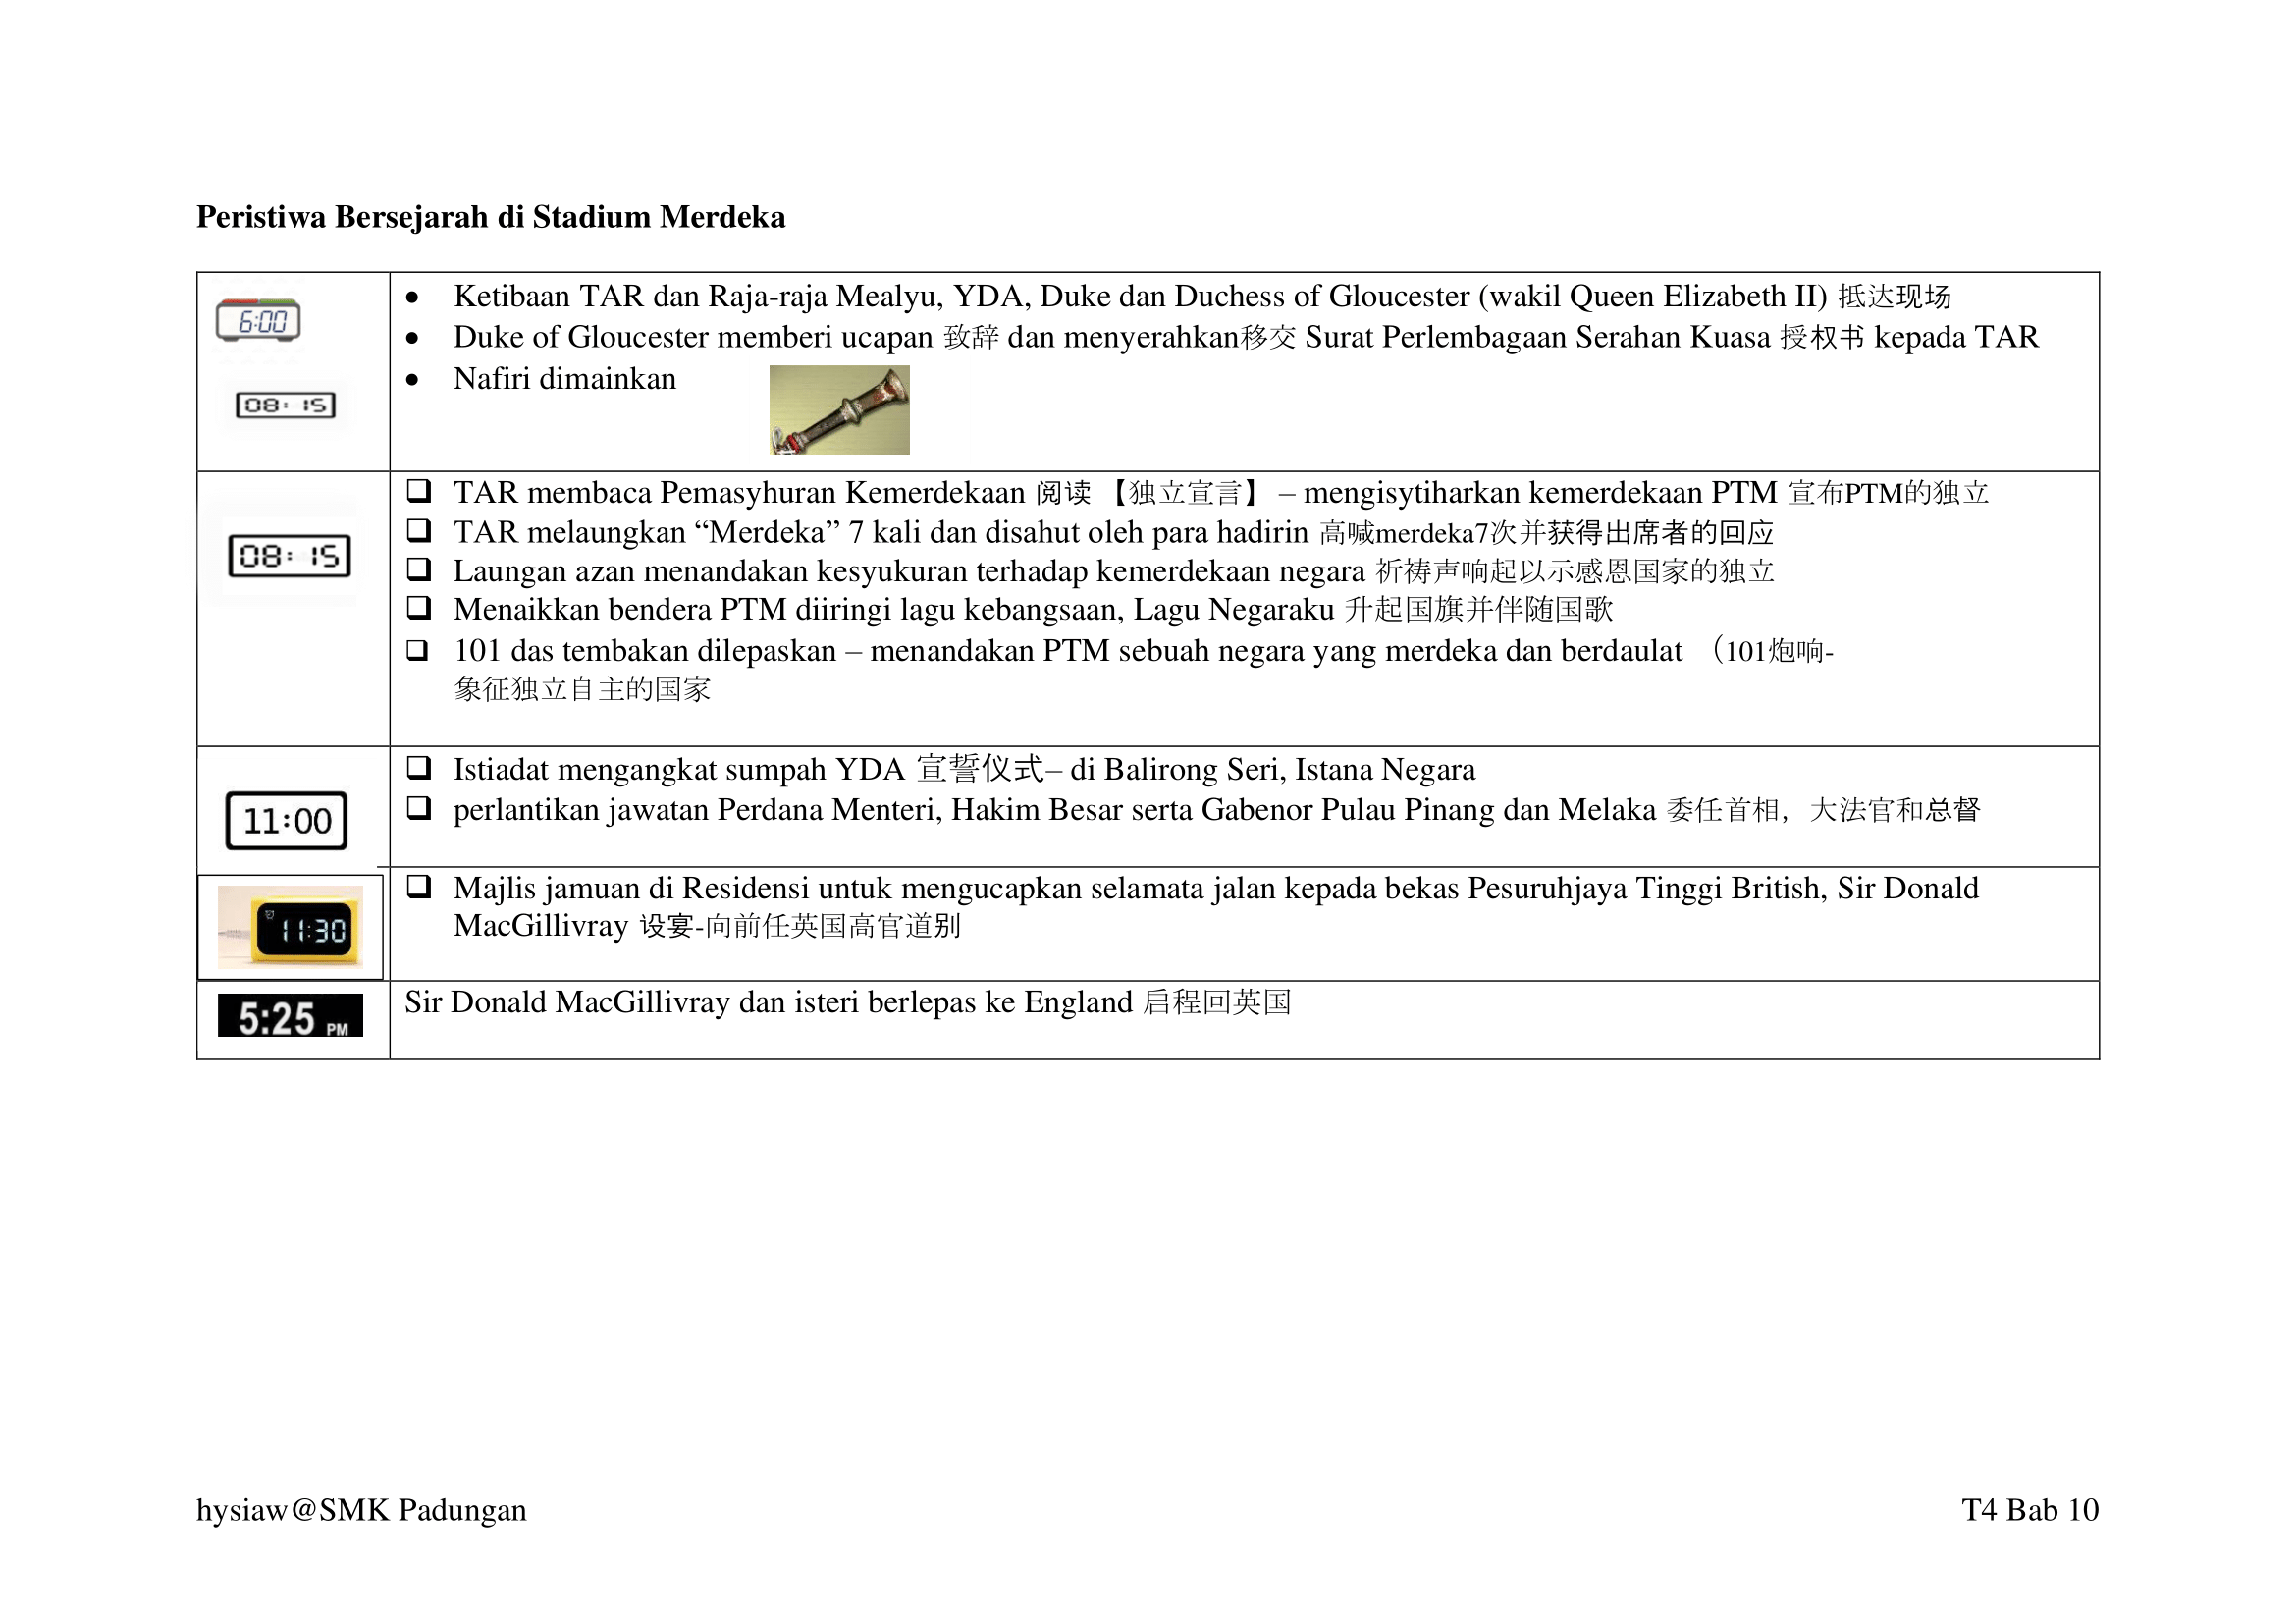 Peristiwa Bersejarah di Stadium Merdeka
6:00
08:15
• Ketibaan TAR dan Raja-raja Mealyu, YDA, Duke dan Duchess of Gloucester (wakil Queen Elizabeth II) 抵达现场
• Duke of Gloucester memberi ucapan 致辞 dan menyerahkan移交 Surat Perlembagaan Serahan Kuasa 授权书 kepada TAR
• Nafiri dimainkan
08:15
❑ TAR membaca Pemasyhuran Kemerdekaan 阅读 【独立宣言】 – mengisytiharkan kemerdekaan PTM 宣布PTM的独立
❑ TAR melaungkan “Merdeka” 7 kali dan disahut oleh para hadirin 高喊merdeka7次并获得出席者的回应
❑ Laungan azan menandakan kesyukuran terhadap kemerdekaan negara 祈祷声响起以示感恩国家的独立
❑ Menaikkan bendera PTM diiringi lagu kebangsaan, Lagu Negaraku 升起国旗并伴随国歌
❑ 101 das tembakan dilepaskan – menandakan PTM sebuah negara yang merdeka dan berdaulat （101炮响-
象征独立自主的国家
11:00
❑ Istiadat mengangkat sumpah YDA 宣誓仪式– di Balirong Seri, Istana Negara
❑ perlantikan jawatan Perdana Menteri, Hakim Besar serta Gabenor Pulau Pinang dan Melaka 委任首相，大法官和总督
11:30
❑ Majlis jamuan di Residensi untuk mengucapkan selamata jalan kepada bekas Pesuruhjaya Tinggi British, Sir Donald
MacGillivray 设宴-向前任英国高官道别
5:25 PM
Sir Donald MacGillivray dan isteri berlepas ke England 启程回英国
hysiaw@SMK Padungan
T4 Bab 10